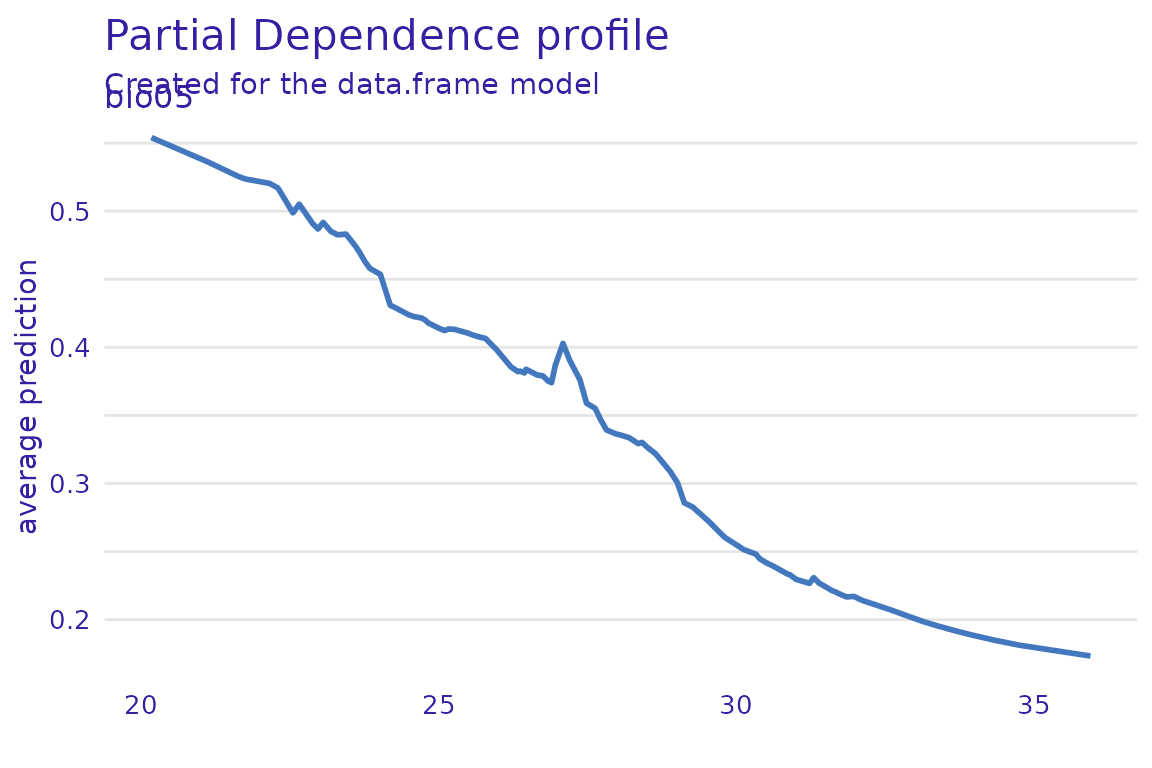 Partial Dependence profile
Created for the data.frame model
bio05
average prediction
0.5
0.4
0.3
0.2
20 25 30 35